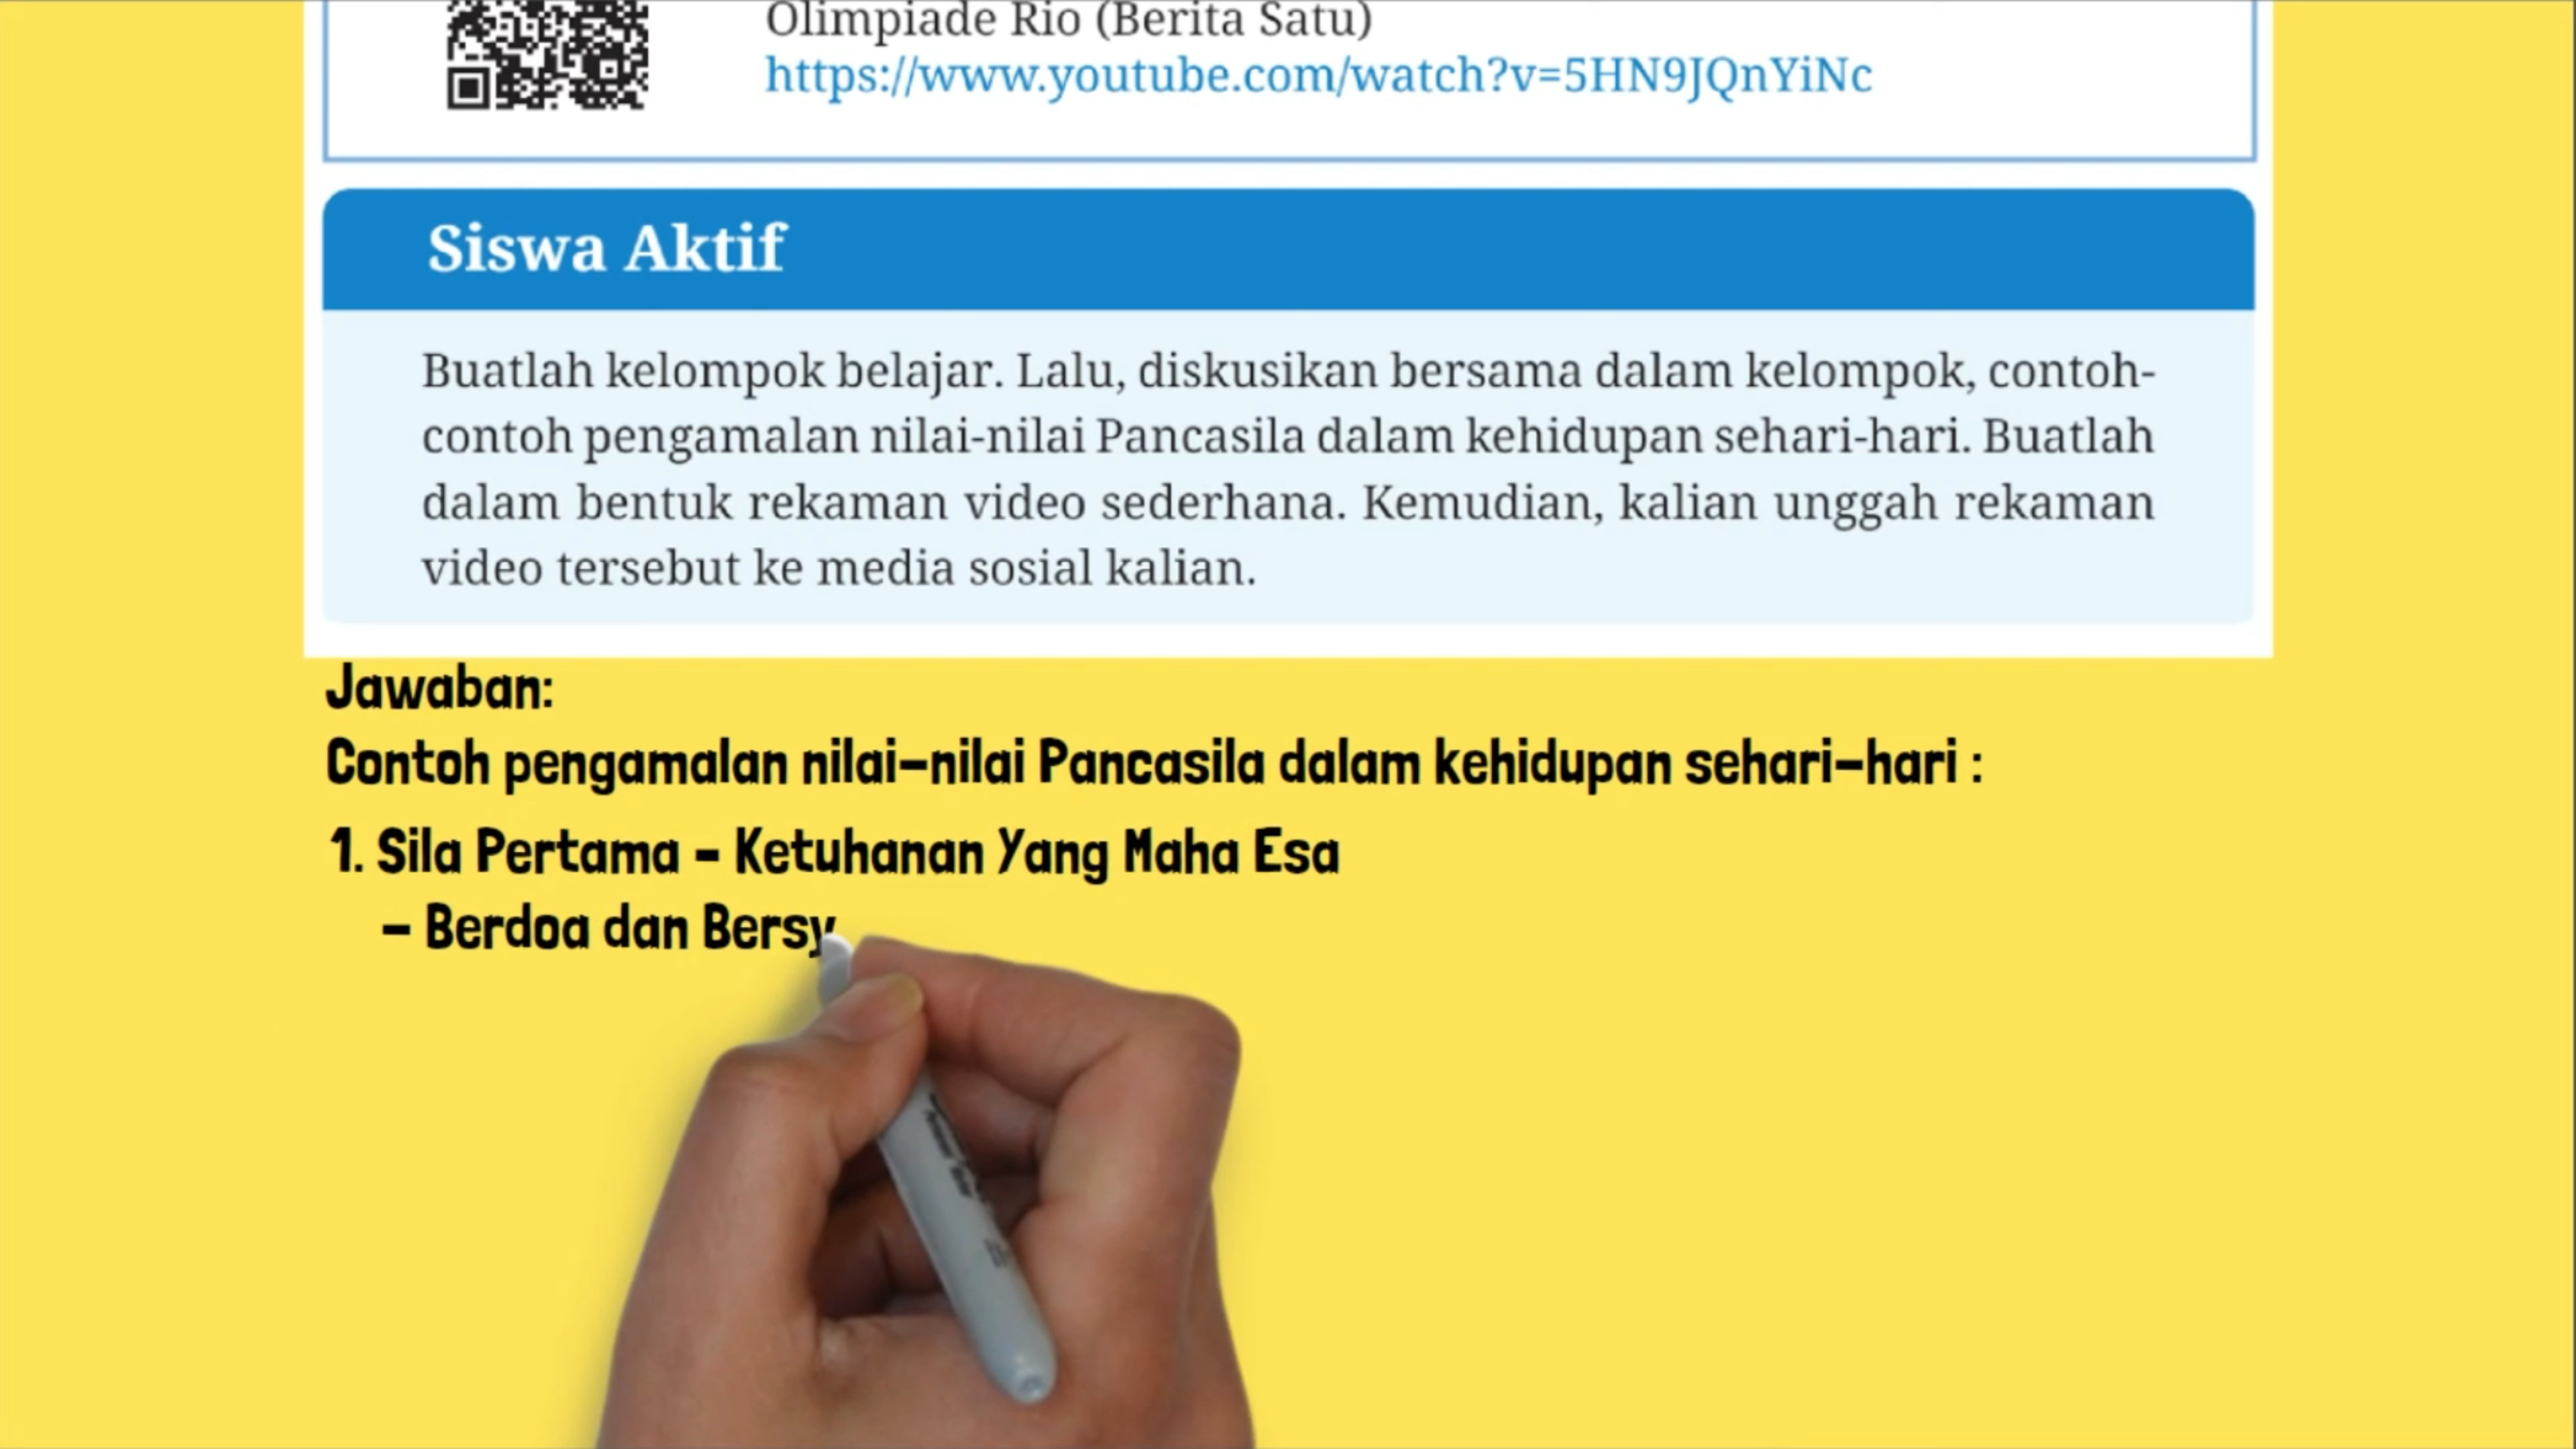 Olimpiade Rio (Berita Satu)
https://www.youtube.com/watch?v=5HN9JQnYiNc
Siswa Aktif
Buatlah kelompok belajar. Lalu, diskusikan bersama dalam kelompok, contoh-
contoh pengamalan nilai-nilai Pancasila dalam kehidupan sehari-hari. Buatlah
dalam bentuk rekaman video sederhana. Kemudian, kalian unggah rekaman
video tersebut ke media sosial kalian.
Jawaban:
Contoh pengamalan nilai-nilai Pancasila dalam kehidupan sehari-hari :
1. Sila Pertama - Ketuhanan Yang Maha Esa
- Berdoa dan Bersy